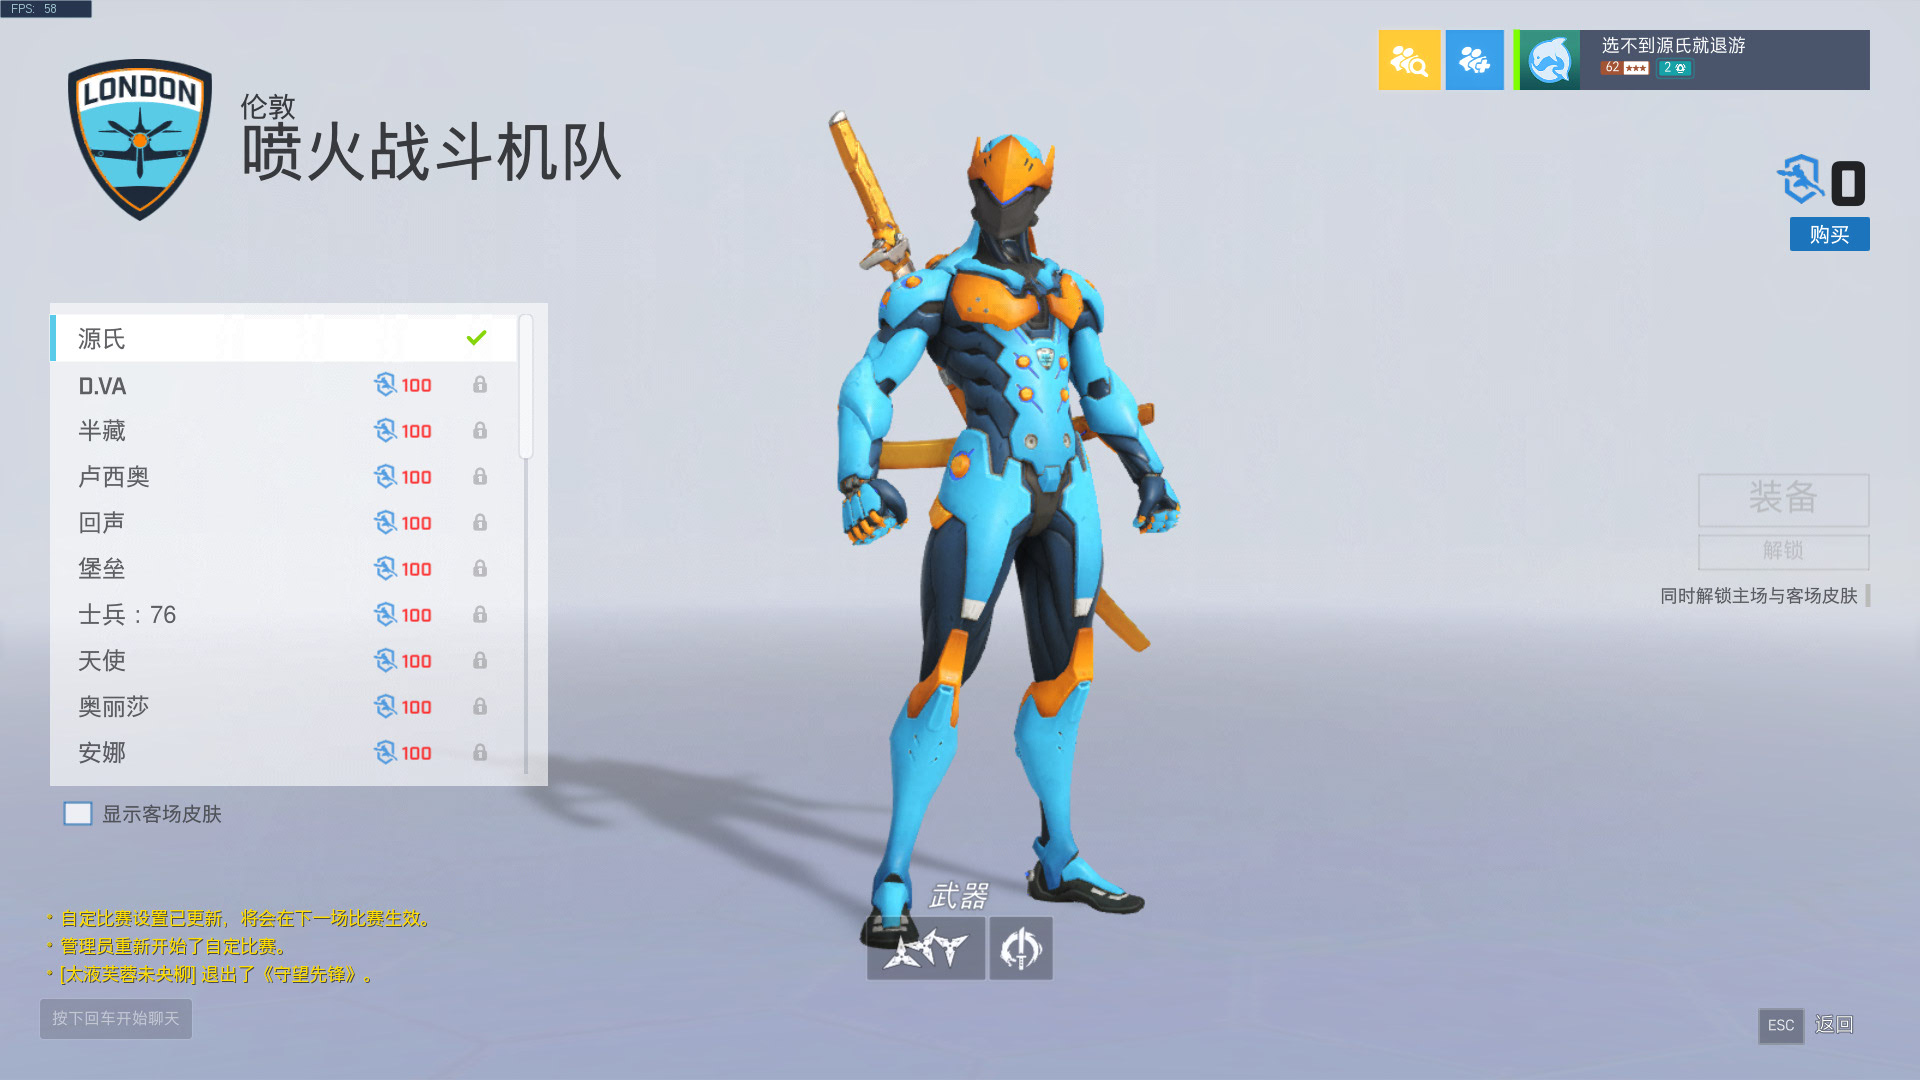 FPS: 58
LONDON
伦敦
喷火战斗机队
选不到源氏就退游
62 ★★★ 2
0
购买
源氏
D.VA 100
半藏 100
卢西奥 100
回声 100
堡垒 100
士兵：76 100
天使 100
奥丽莎 100
安娜 100
显示客场皮肤
装备
解锁
同时解锁主场与客场皮肤
武器
• 自定比赛设置已更新，将会在下一场比赛生效。
• 管理员重新开始了自定比赛。
• [太液芙蓉未央柳] 退出了《守望先锋》。
按下回车开始聊天
ESC 返回